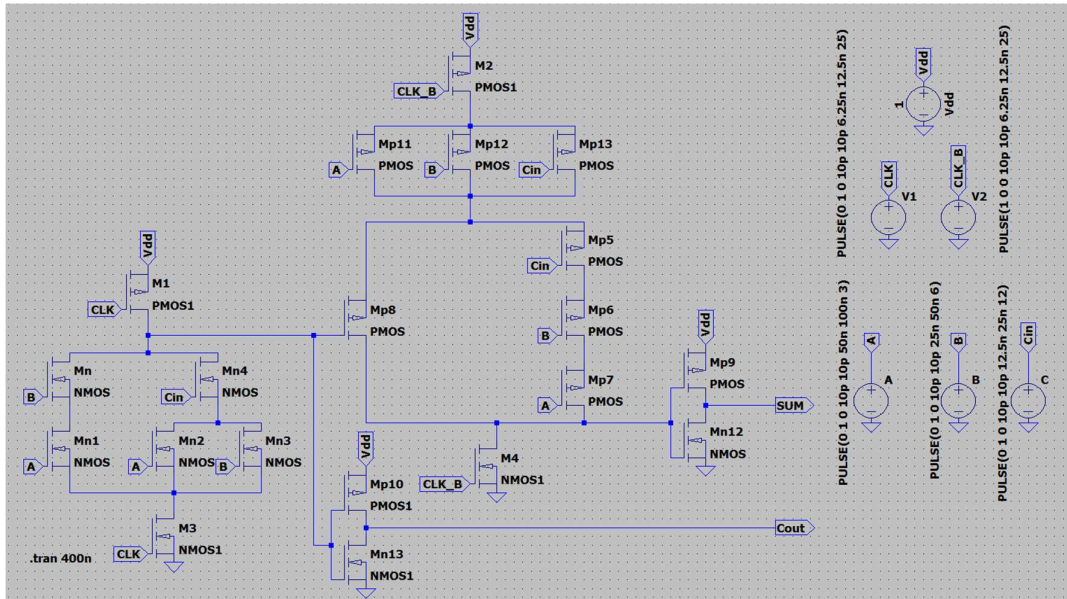 Vdd
M2
CLK_B
PMOS1
Mp11
PMOS
A
Mp12
PMOS
B
Mp13
PMOS
Cin
Vdd
M1
CLK
PMOS1
Mp8
PMOS
Mp5
Cin
PMOS
Mp6
PMOS
B
Mp7
PMOS
A
Mn
NMOS
B
Mn4
Cin
NMOS
Mn1
A
NMOS
Mn2
A
NMOS
Mn3
B
NMOS
M3
CLK
NMOS1
.tran 400n
Vdd
Mp10
PMOS1
Mn13
NMOS1
M4
CLK_B
NMOS1
Vdd
Mp9
PMOS
Mn12
NMOS
SUM
Cout
PULSE(0 1 0 10p 10p 6.25n 12.5n 25)
Vdd
1
Vdd
CLK
V1
CLK_B
V2
PULSE(1 0 0 10p 10p 6.25n 12.5n 25)
PULSE(0 1 0 10p 10p 50n 100n 3)
A
A
PULSE(0 1 0 10p 10p 25n 50n 6)
B
B
PULSE(0 1 0 10p 10p 12.5n 25n 12)
Cin
C